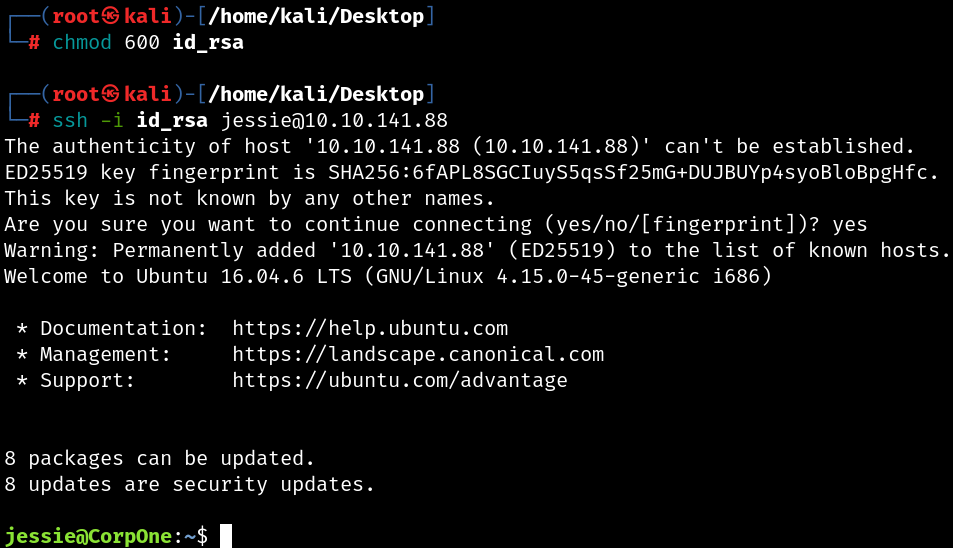 ┌──(root㉿kali)-[/home/kali/Desktop]
└─# chmod 600 id_rsa
┌──(root㉿kali)-[/home/kali/Desktop]
└─# ssh -i id_rsa jessie@10.10.141.88
The authenticity of host '10.10.141.88 (10.10.141.88)' can't be established.
ED25519 key fingerprint is SHA256:6fAPL8SGCIuyS5qsSf25mG+DUJBUYp4syoBloBpgHfc.
This key is not known by any other names.
Are you sure you want to continue connecting (yes/no/[fingerprint])? yes
Warning: Permanently added '10.10.141.88' (ED25519) to the list of known hosts.
Welcome to Ubuntu 16.04.6 LTS (GNU/Linux 4.15.0-45-generic i686)
* Documentation:  https://help.ubuntu.com
* Management:     https://landscape.canonical.com
* Support:        https://ubuntu.com/advantage
8 packages can be updated.
8 updates are security updates.
jessie@CorpOne:~$